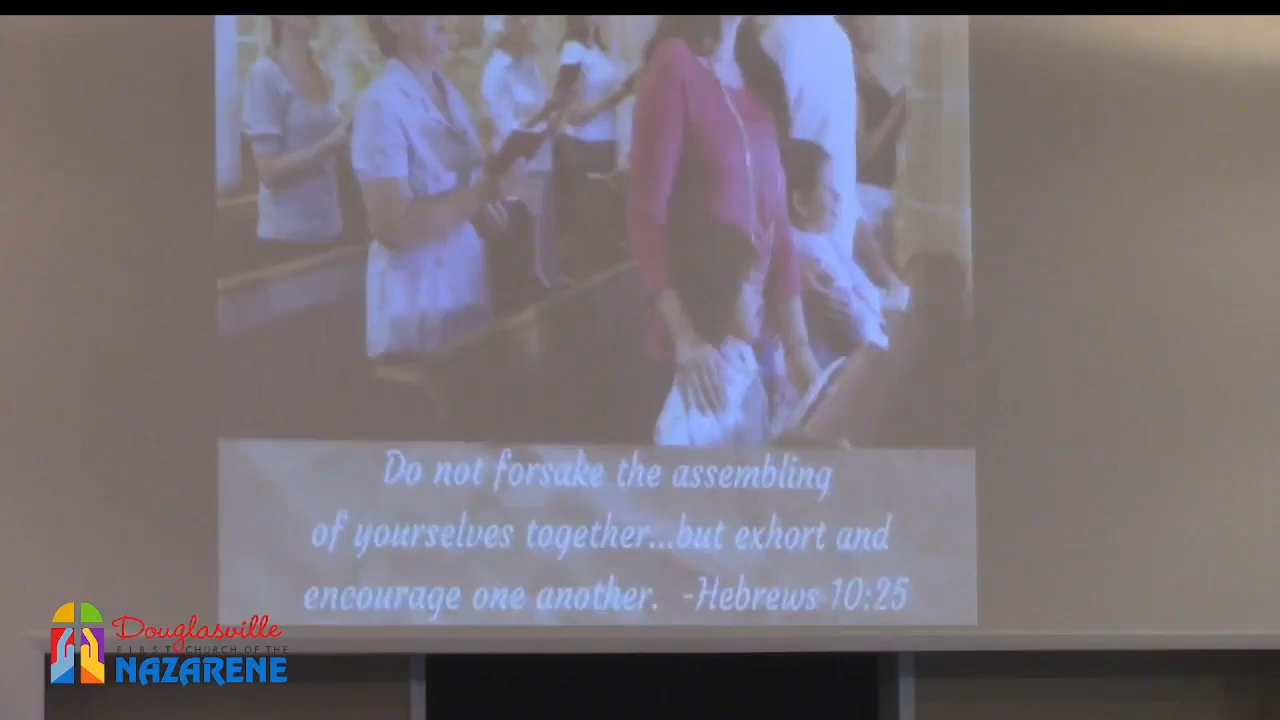 Do not forsake the assembling
of yourselves together...but exhort and
encourage one another. -Hebrews 10:25
Douglasville
FIRST CHURCH OF THE
NAZARENE